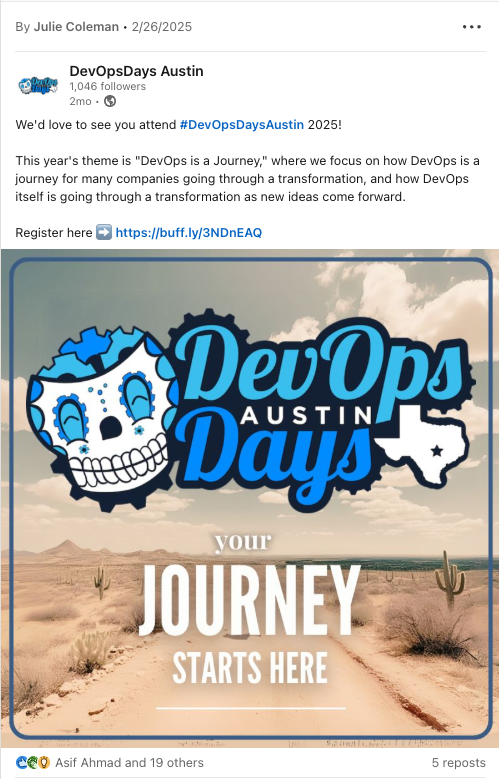 By Julie Coleman • 2/26/2025
DevOpsDays Austin
1,046 followers
2mo •
We'd love to see you attend #DevOpsDaysAustin 2025!
This year's theme is "DevOps is a Journey," where we focus on how DevOps is a
journey for many companies going through a transformation, and how DevOps
itself is going through a transformation as new ideas come forward.
Register here ➡️ https://buff.ly/3NDnEAQ
DevOps
AUSTIN
Days
your
JOURNEY
STARTS HERE
Asif Ahmad and 19 others
5 reposts